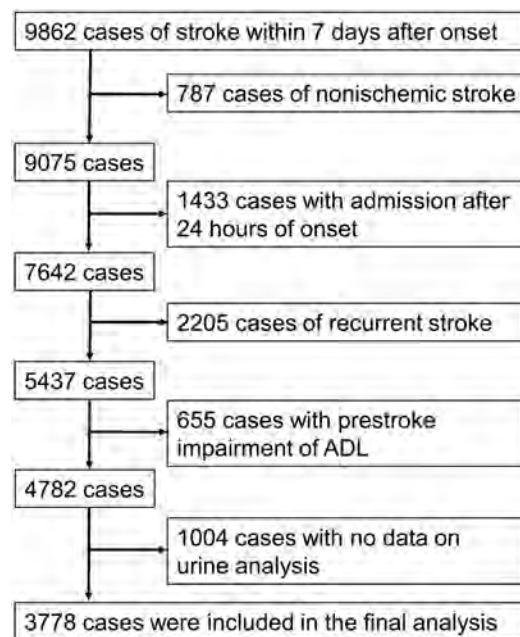 9862 cases of stroke within 7 days after onset
787 cases of nonischemic stroke
9075 cases
1433 cases with admission after
24 hours of onset
7642 cases
2205 cases of recurrent stroke
5437 cases
655 cases with prestroke
impairment of ADL
4782 cases
1004 cases with no data on
urine analysis
3778 cases were included in the final analysis